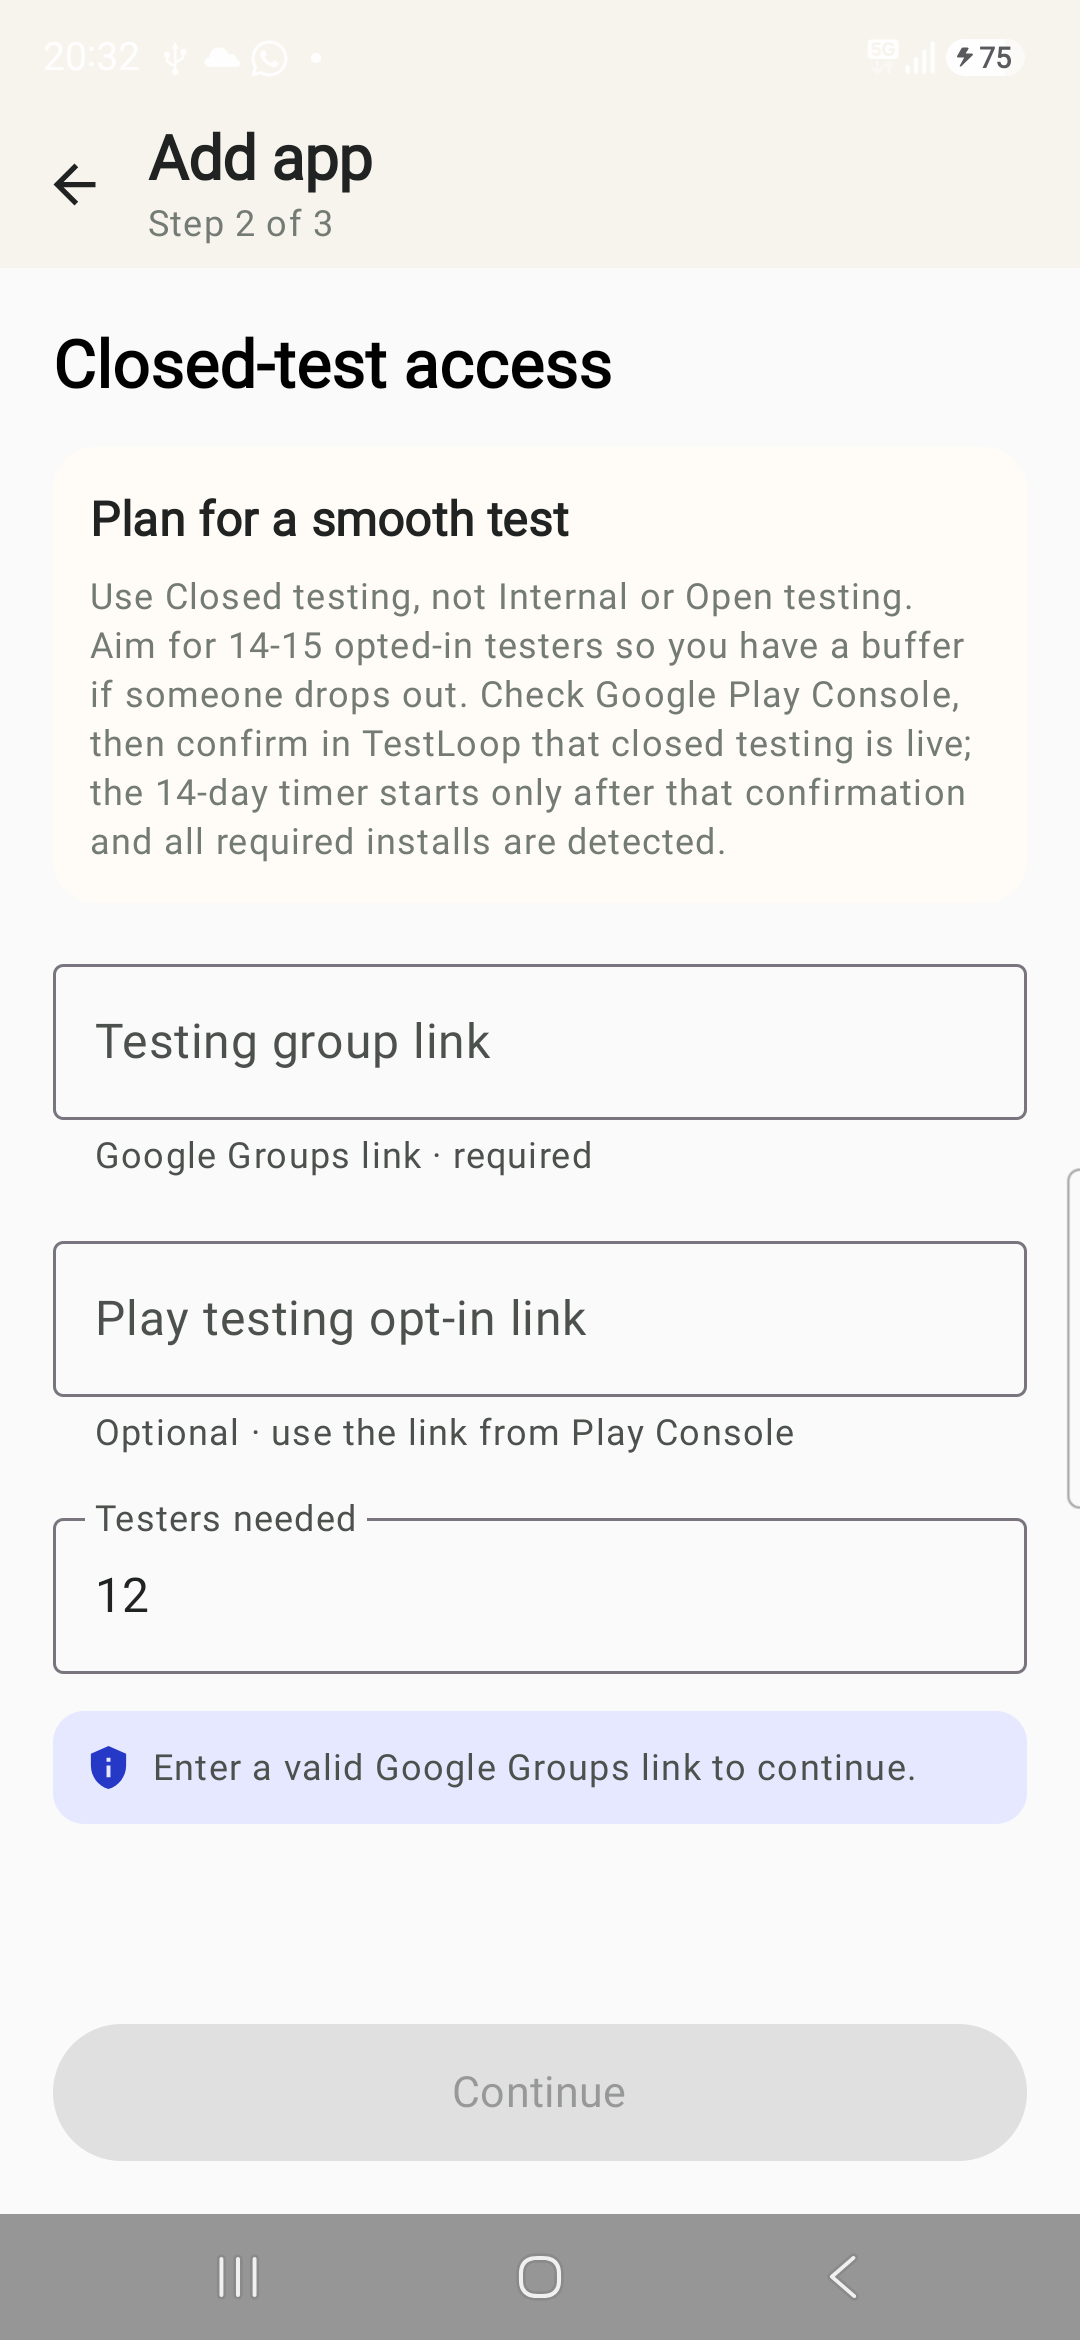 20:32
5G
75
Add app
Step 2 of 3
Closed-test access
Plan for a smooth test
Use Closed testing, not Internal or Open testing.
Aim for 14-15 opted-in testers so you have a buffer
if someone drops out. Check Google Play Console,
then confirm in TestLoop that closed testing is live;
the 14-day timer starts only after that confirmation
and all required installs are detected.
Testing group link
Google Groups link · required
Play testing opt-in link
Optional · use the link from Play Console
Testers needed
12
Enter a valid Google Groups link to continue.
Continue